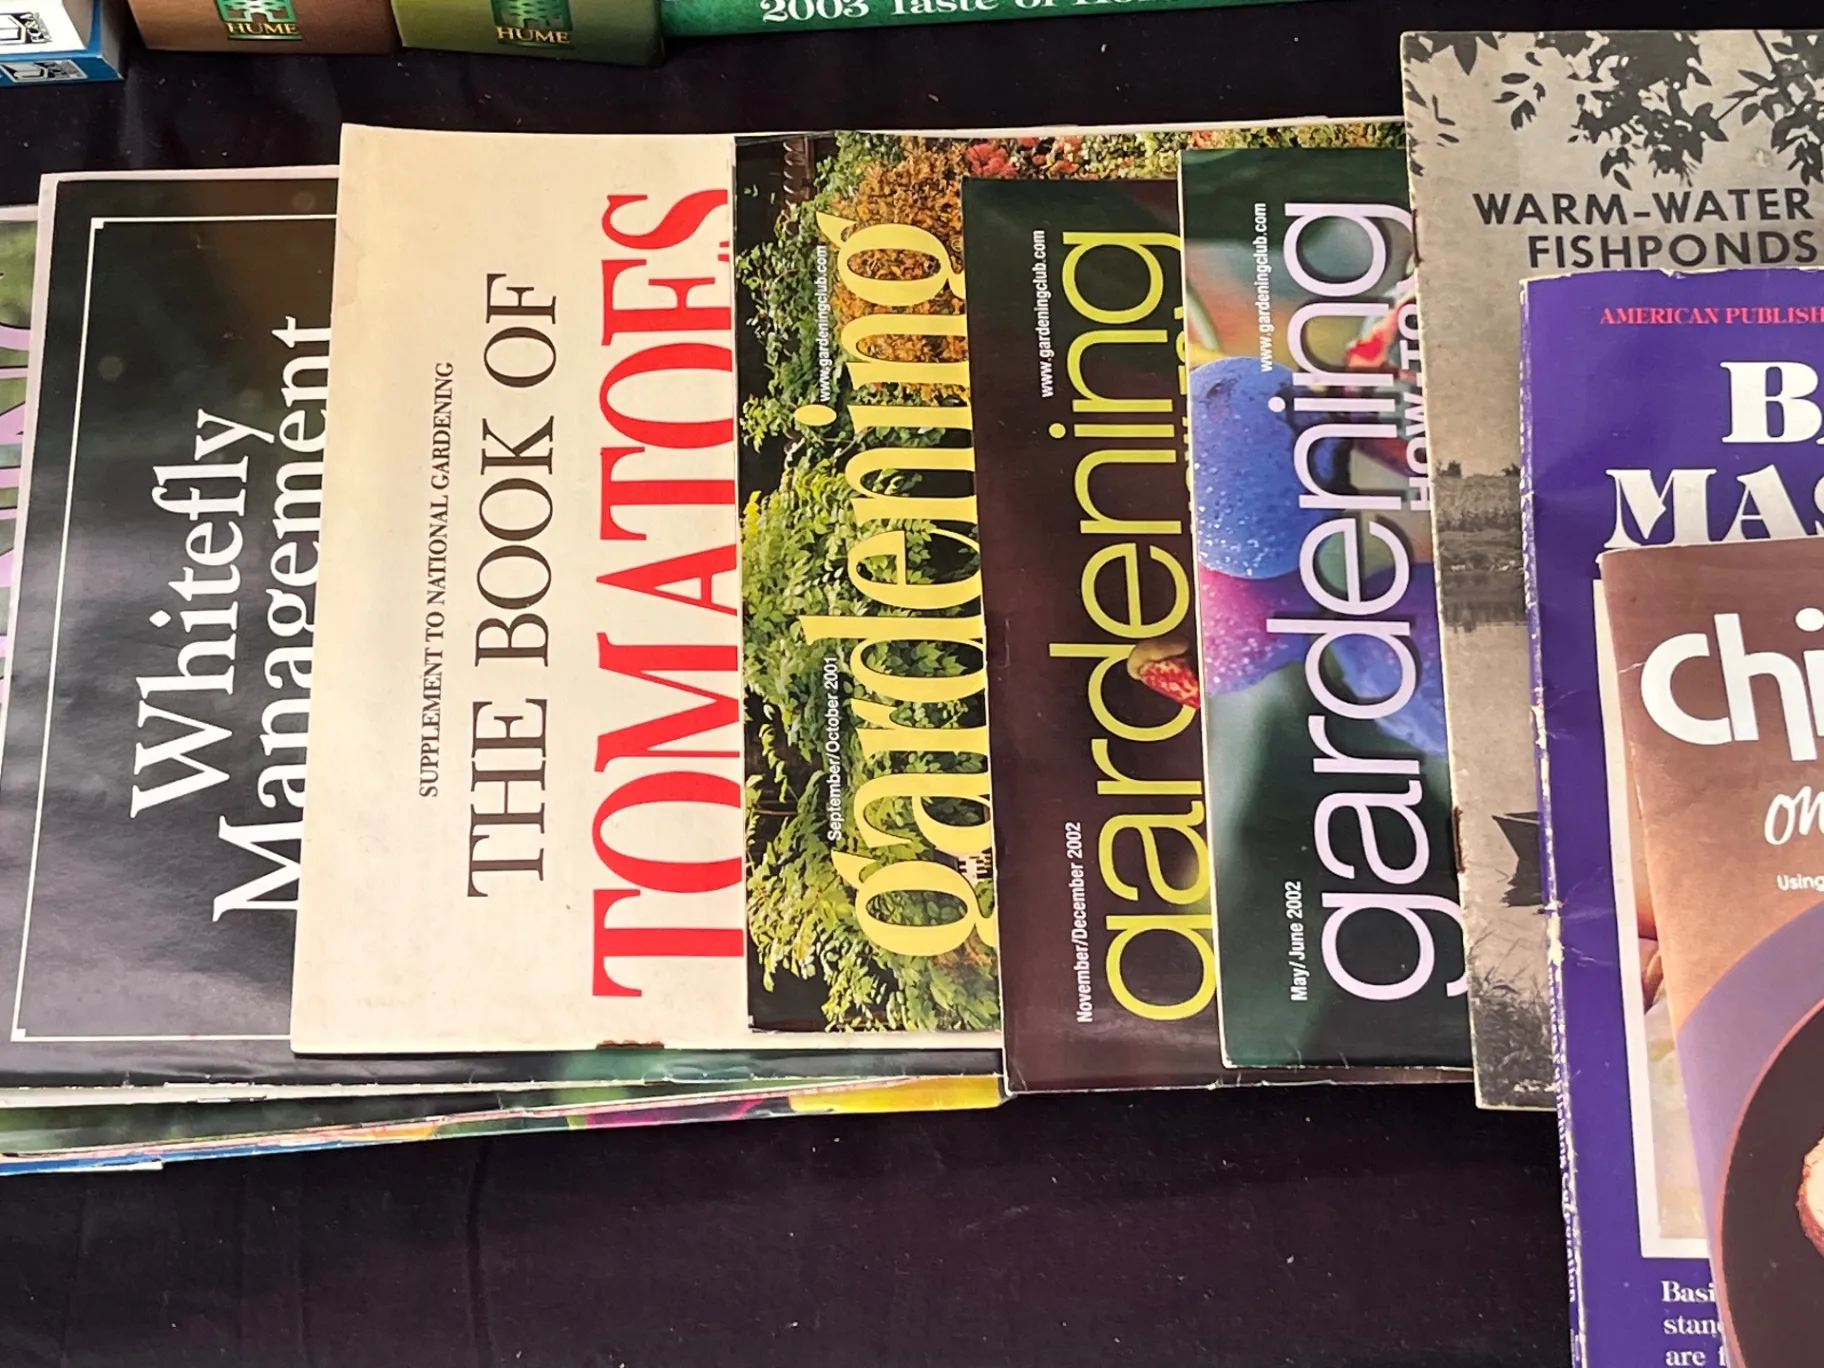 HUME
HUME
2003 Taste of
Whitefly
Management
SUPPLEMENT TO NATIONAL GARDENING
THE BOOK OF
TOMATOES
www.gardeningclub.com
September/October 2001
gardening
www.gardeningclub.com
November/December 2002
gardening
www.gardeningclub.com
May/June 2002
gardening
HOW-TO
WARM-WATER
FISHPONDS
AMERICAN PUBLISH
BA
MAS
Chi
on
Using
Basi
stan
are f